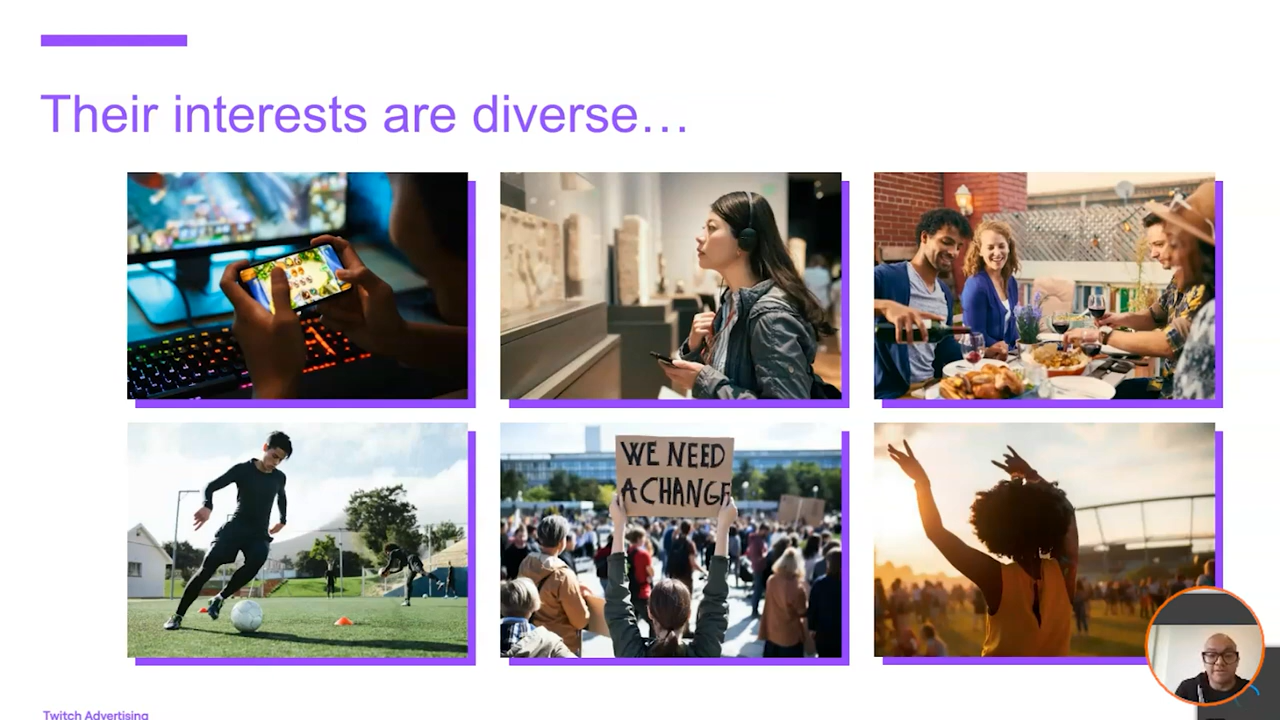 Their interests are diverse…
WE NEED
A CHANGE
Twitch Advertising